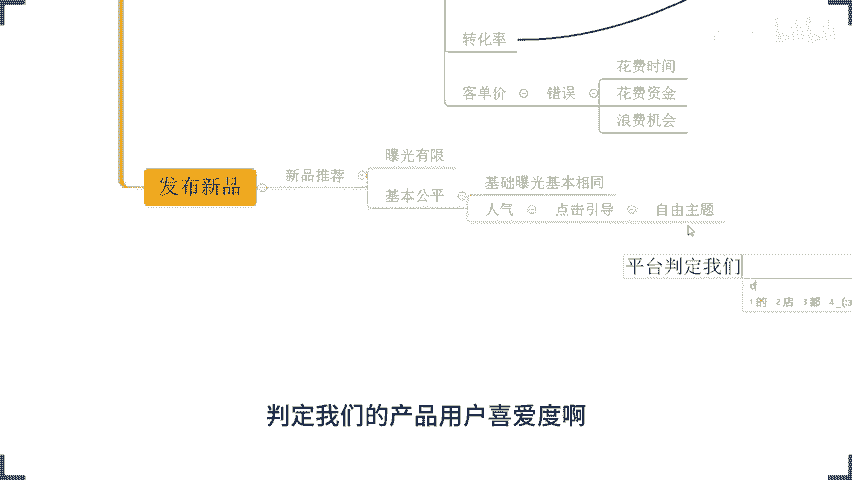 转化率
花费时间
客单价 错误 花费资金
浪费机会
曝光有限
发布新品 新品推荐
基本公平 基础曝光基本相同
人气 点击引导 自由主题
平台判定我们
d
1的 2店 3都 4
判定我们的产品用户喜爱度啊